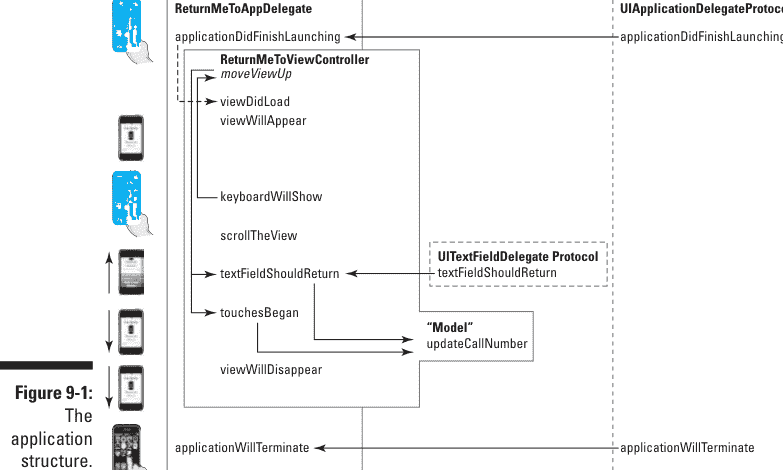 ReturnMeToAppDelegate
UIApplicationDelegateProtoco
applicationDidFinishLaunching
applicationDidFinishLaunching
ReturnMeToViewController
moveViewUp
viewDidLoad
viewWillAppear
keyboardWillShow
scrollTheView
UITextFieldDelegate Protocol
textFieldShouldReturn
textFieldShouldReturn
touchesBegan
"Model"
updateCallNumber
viewWillDisappear
Figure 9-1:
The
application
structure.
applicationWillTerminate
applicationWillTerminate